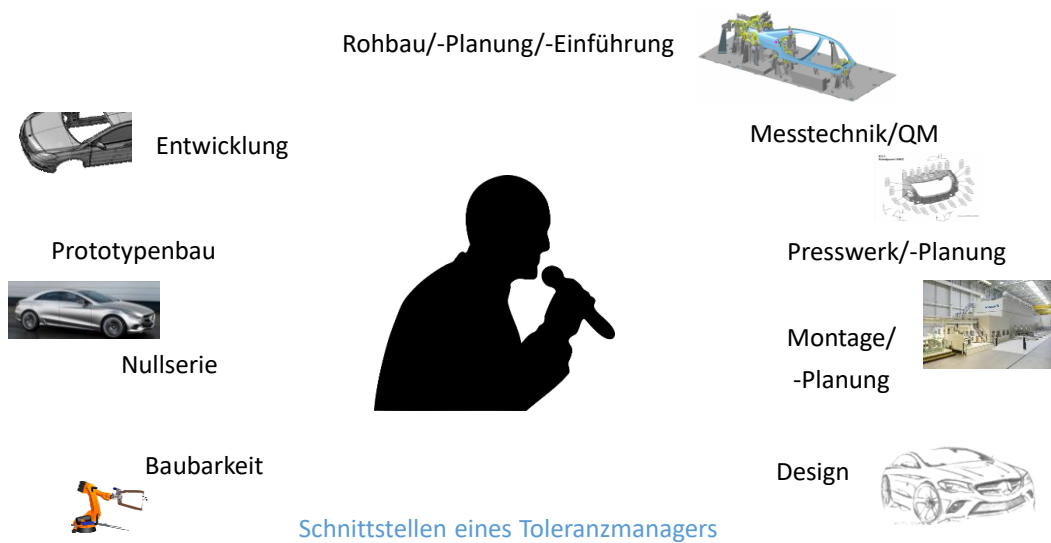 Rohbau/-Planung/-Einführung
Entwicklung
Messtechnik/QM
Prototypenbau
Presswerk/-Planung
Nullserie
Montage/
-Planung
Baubarkeit
Design
Schnittstellen eines Toleranzmanagers